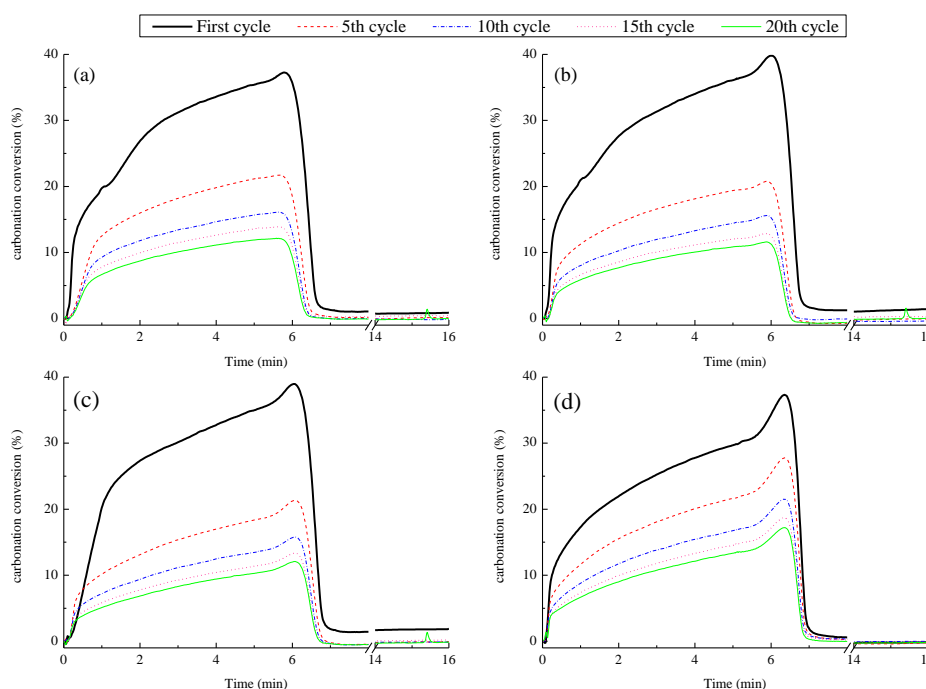 First cycle 5th cycle 10th cycle 15th cycle 20th cycle
(a)
carbonation conversion (%)
40
30
20
10
0
0 2 4 6 14 16
Time (min)
(b)
carbonation conversion (%)
40
30
20
10
0
0 2 4 6 14 1
Time (min)
(c)
carbonation conversion (%)
40
30
20
10
0
0 2 4 6 14 16
Time (min)
(d)
carbonation conversion (%)
40
30
20
10
0
0 2 4 6 14 1
Time (min)